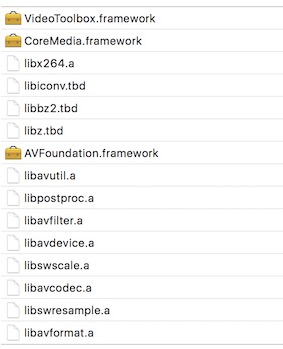 VideoToolbox.framework
CoreMedia.framework
libx264.a
libiconv.tbd
libbz2.tbd
libz.tbd
AVFoundation.framework
libavutil.a
libpostproc.a
libavfilter.a
libavdevice.a
libswscale.a
libavcodec.a
libswresample.a
libavformat.a